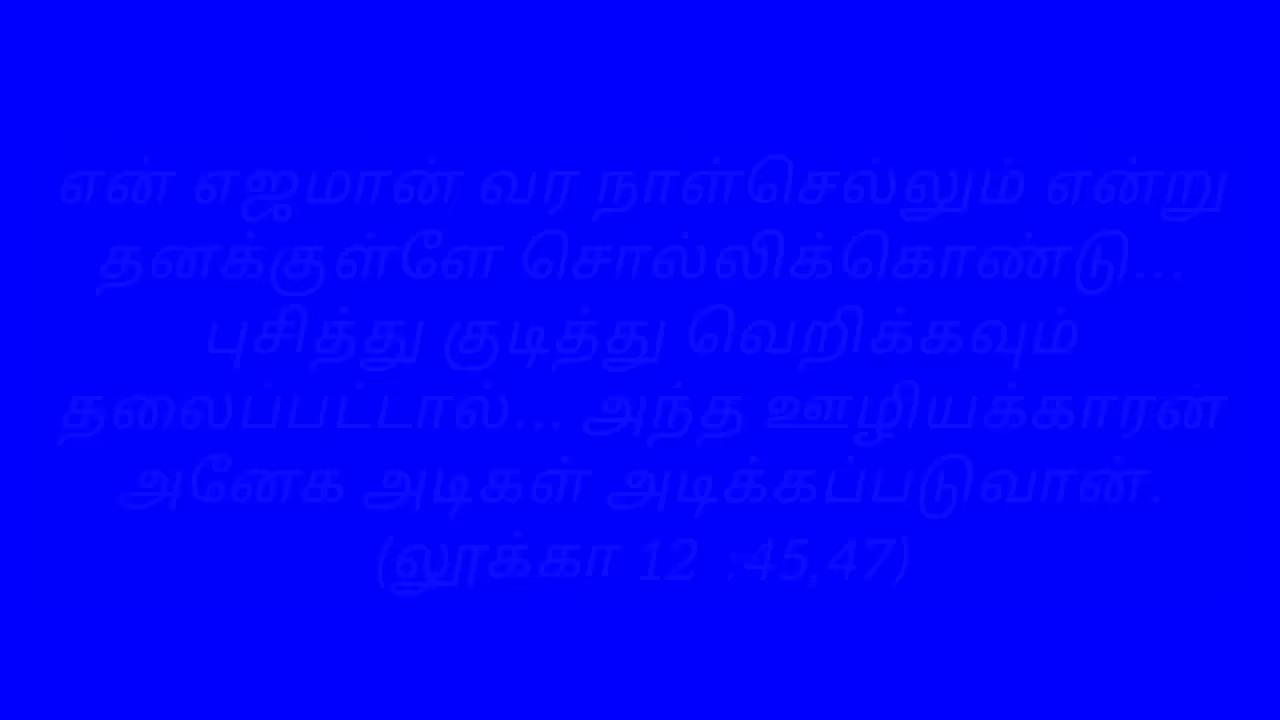 என் எஜமான் வர நாள்செல்லும் என்று
தனக்குள்ளே சொல்லிக்கொண்டு...
புசித்து குடித்து வெறிக்கவும்
தலைப்பட்டால்... அந்த ஊழியக்காரன்
அனேக அடிகள் அடிக்கப்படுவான்.
(லூக்கா 12 :45,47)